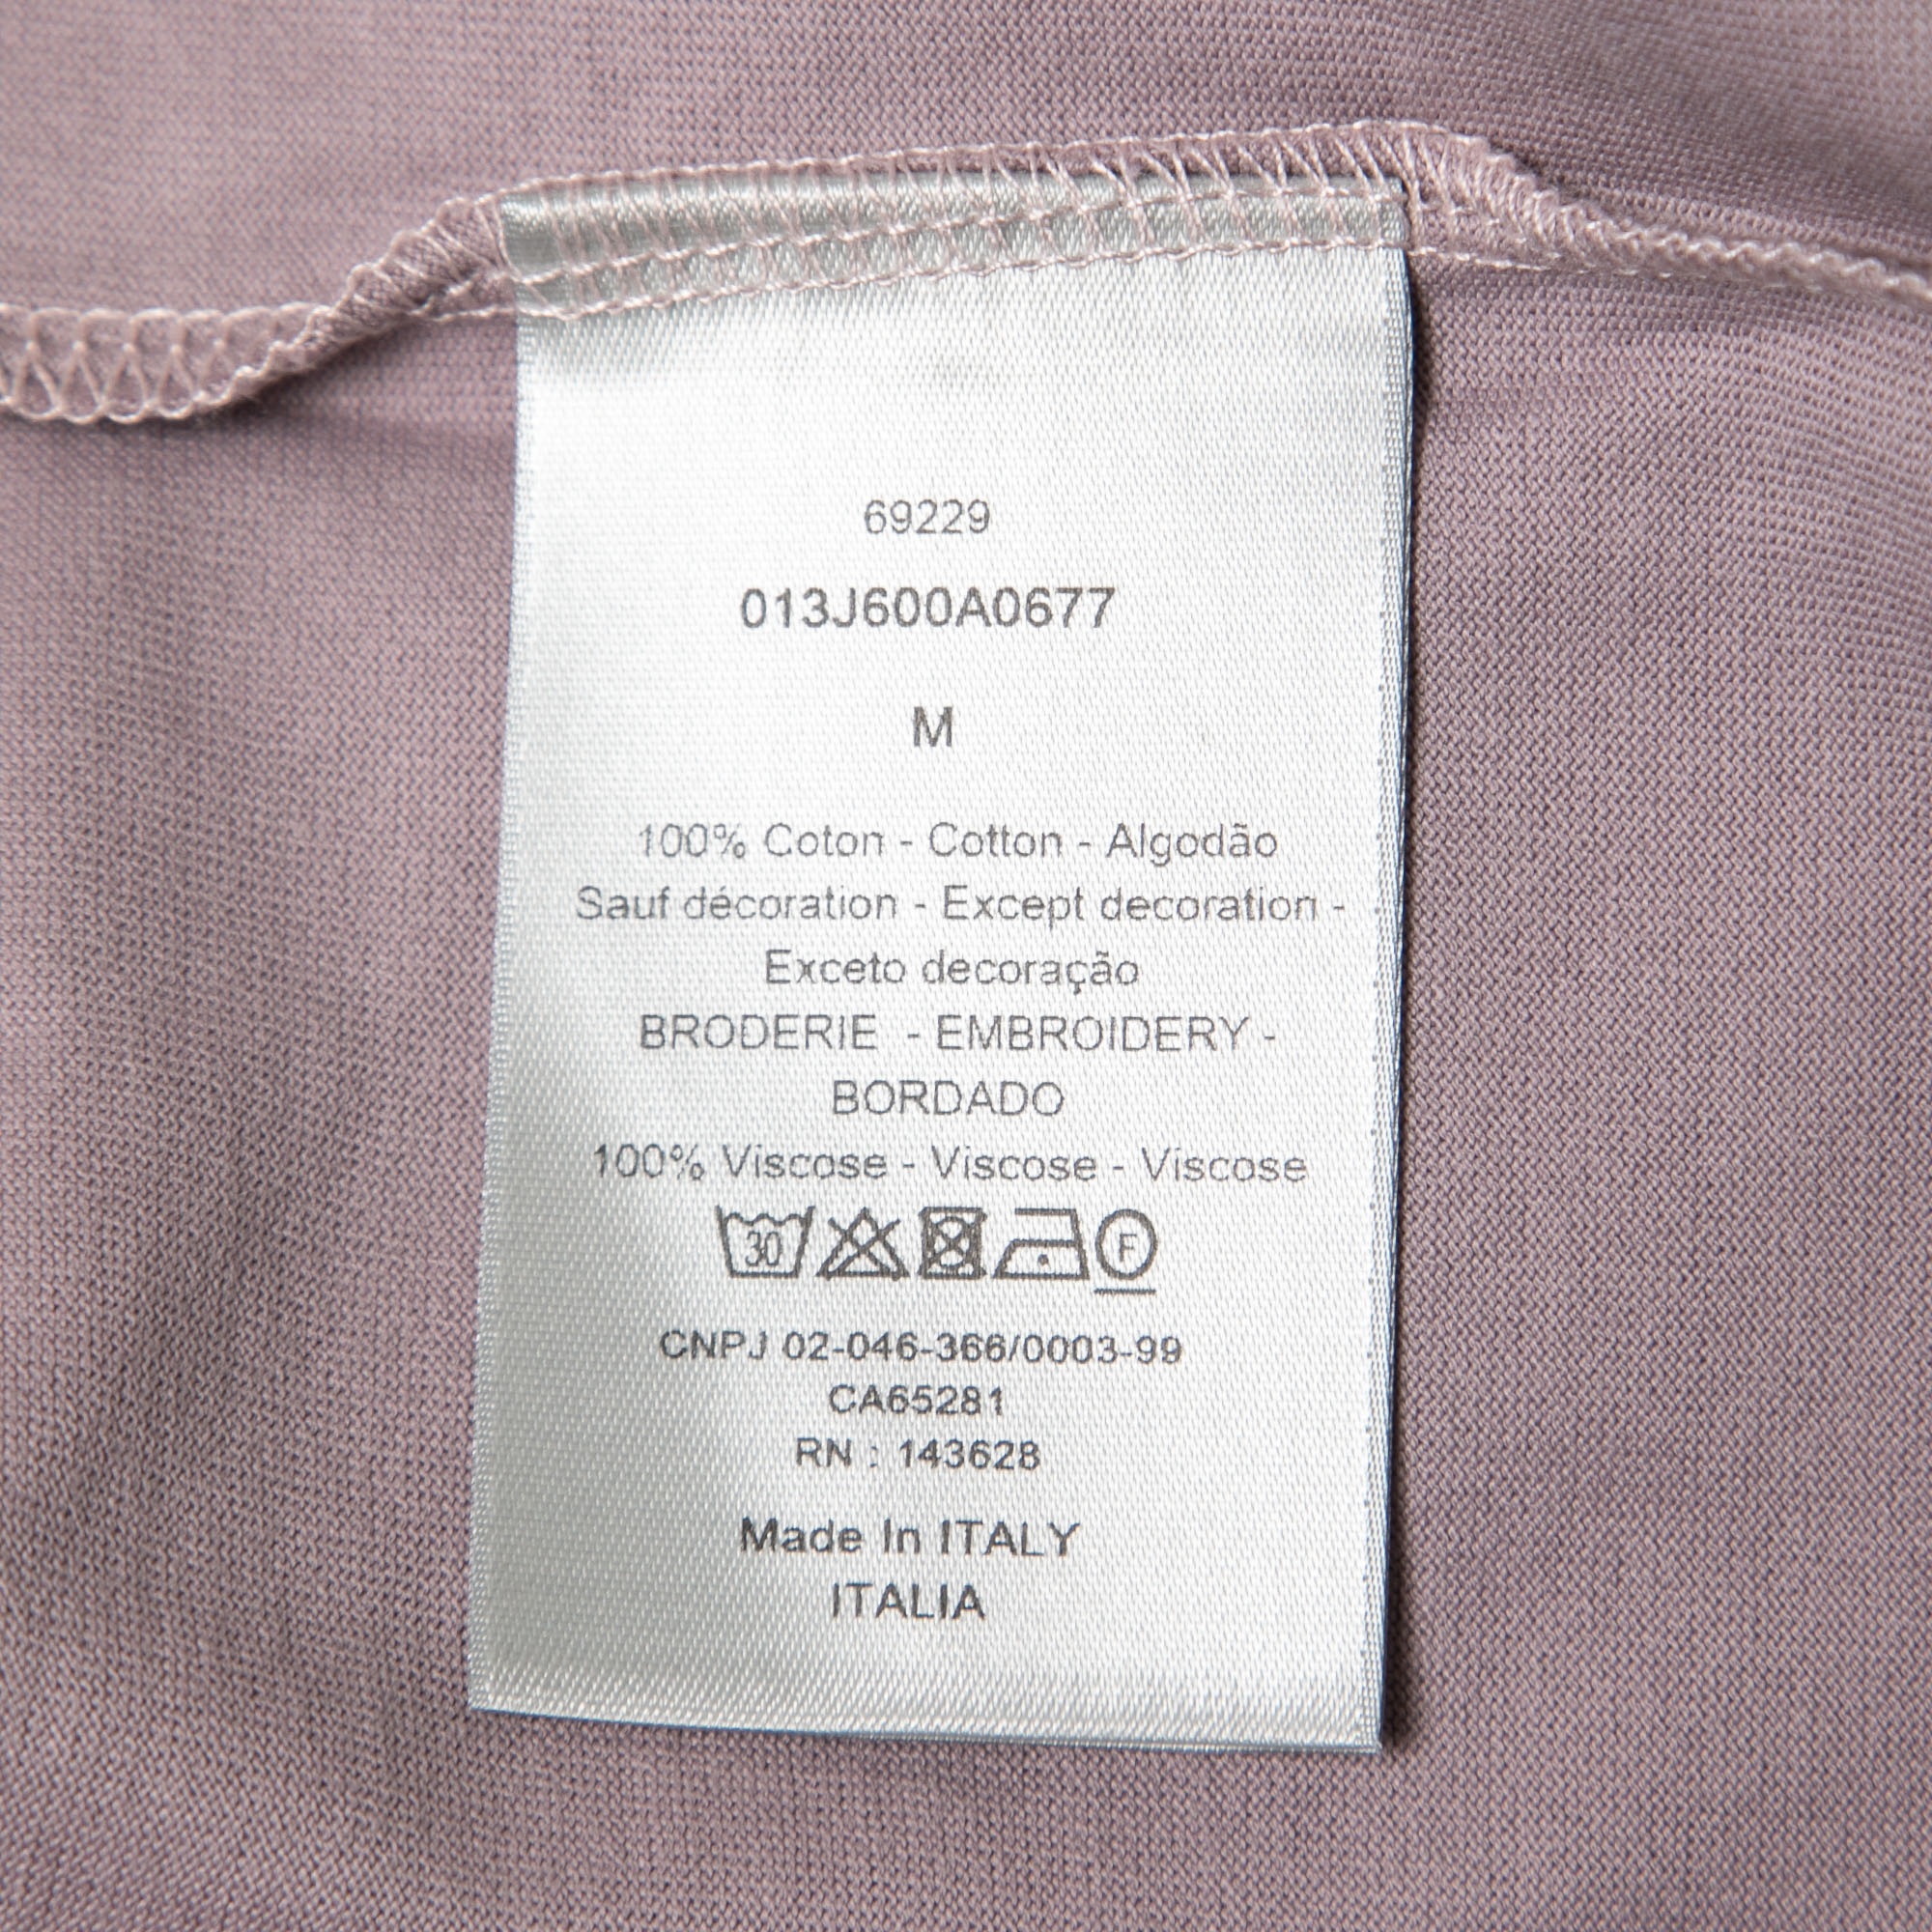 69229
013J600A0677
M
100% Coton - Cotton - Algodão
Sauf décoration - Except decoration -
Exceto decoração
BRODERIE - EMBROIDERY -
BORDADO
100% Viscose - Viscose - Viscose
30 F
CNPJ 02-046-366/0003-99
CA65281
RN : 143628
Made In ITALY
ITALIA